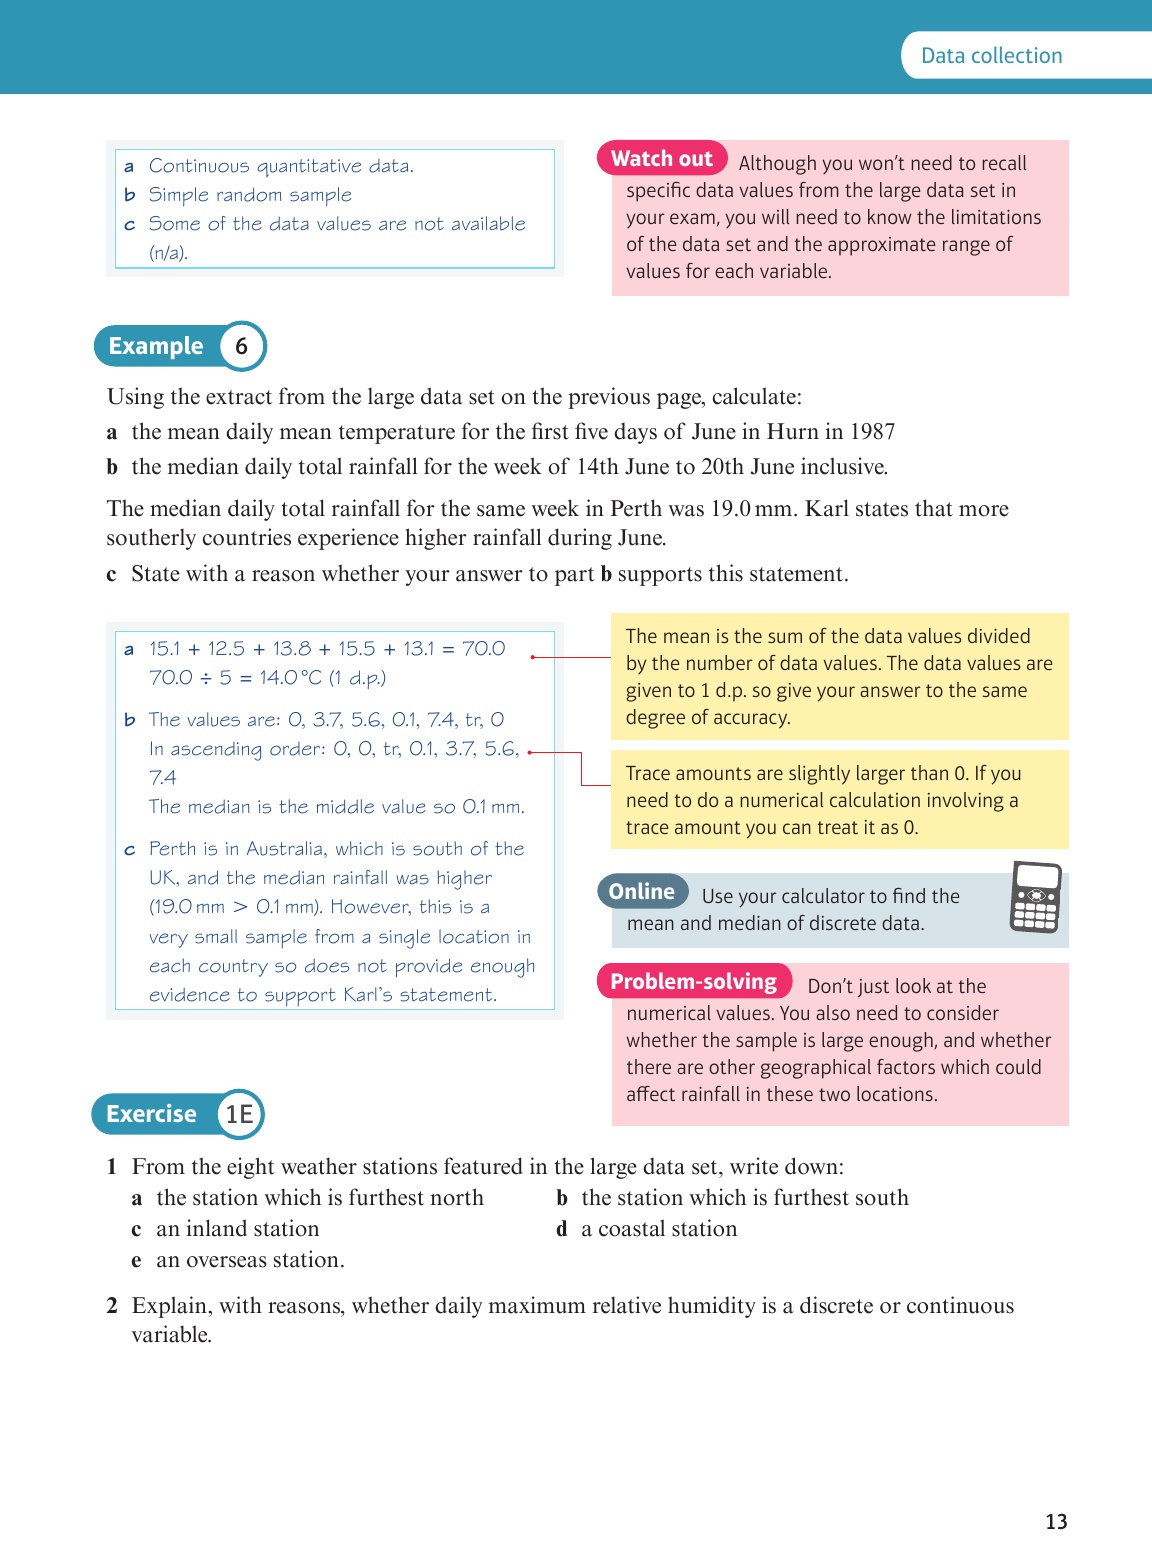 Data collection
a Continuous quantitative data.
b Simple random sample
c Some of the data values are not available
(n/a).
Watch out Although you won't need to recall
specific data values from the large data set in
your exam, you will need to know the limitations
of the data set and the approximate range of
values for each variable.
Example 6
Using the extract from the large data set on the previous page, calculate:
a the mean daily mean temperature for the first five days of June in Hurn in 1987
b the median daily total rainfall for the week of 14th June to 20th June inclusive.
The median daily total rainfall for the same week in Perth was 19.0 mm. Karl states that more
southerly countries experience higher rainfall during June.
c State with a reason whether your answer to part b supports this statement.
a 15.1 + 12.5 + 13.8 + 15.5 + 13.1 = 70.0
70.0 ÷ 5 = 14.0 °C (1 d.p.)
b The values are: 0, 3.7, 5.6, 0.1, 7.4, tr, 0
In ascending order: 0, 0, tr, 0.1, 3.7, 5.6,
7.4
The median is the middle value so 0.1 mm.
c Perth is in Australia, which is south of the
UK, and the median rainfall was higher
(19.0 mm > 0.1 mm). However, this is a
very small sample from a single location in
each country so does not provide enough
evidence to support Karl's statement.
The mean is the sum of the data values divided
by the number of data values. The data values are
given to 1 d.p. so give your answer to the same
degree of accuracy.
Trace amounts are slightly larger than 0. If you
need to do a numerical calculation involving a
trace amount you can treat it as 0.
Online Use your calculator to find the
mean and median of discrete data.
Problem-solving Don't just look at the
numerical values. You also need to consider
whether the sample is large enough, and whether
there are other geographical factors which could
affect rainfall in these two locations.
Exercise 1E
1 From the eight weather stations featured in the large data set, write down:
a the station which is furthest north b the station which is furthest south
c an inland station d a coastal station
e an overseas station.
2 Explain, with reasons, whether daily maximum relative humidity is a discrete or continuous
variable.
13